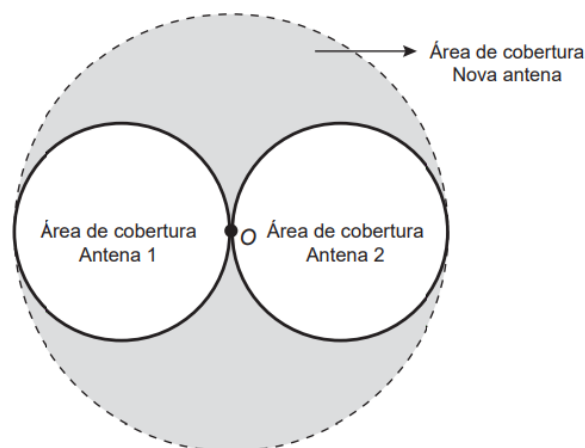 Área de cobertura
Nova antena
Área de cobertura
Antena 1
O
Área de cobertura
Antena 2